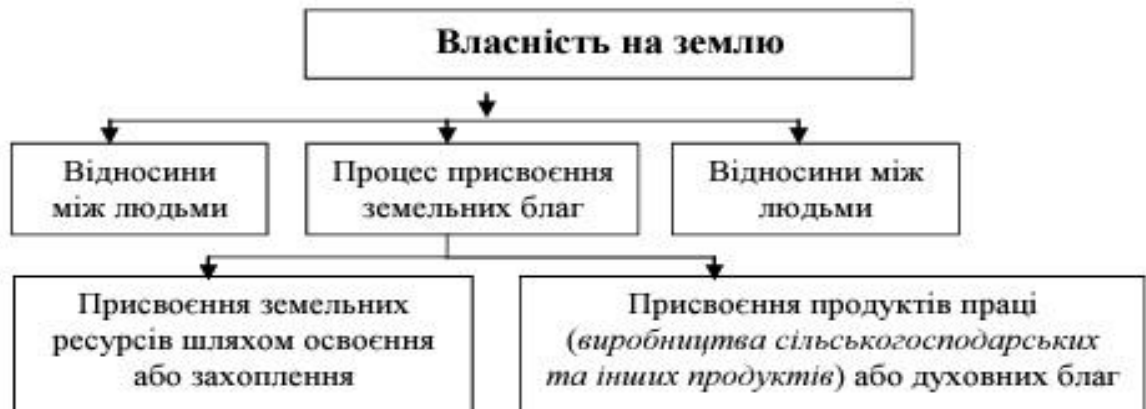 Власність на землю
Відносини
між людьми
Процес присвоєння
земельних благ
Відносини між
людьми
Присвоєння земельних
ресурсів шляхом освоєння
або захоплення
Присвоєння продуктів праці
(виробництва сільськогосподарських
та інших продуктів) або духовних благ